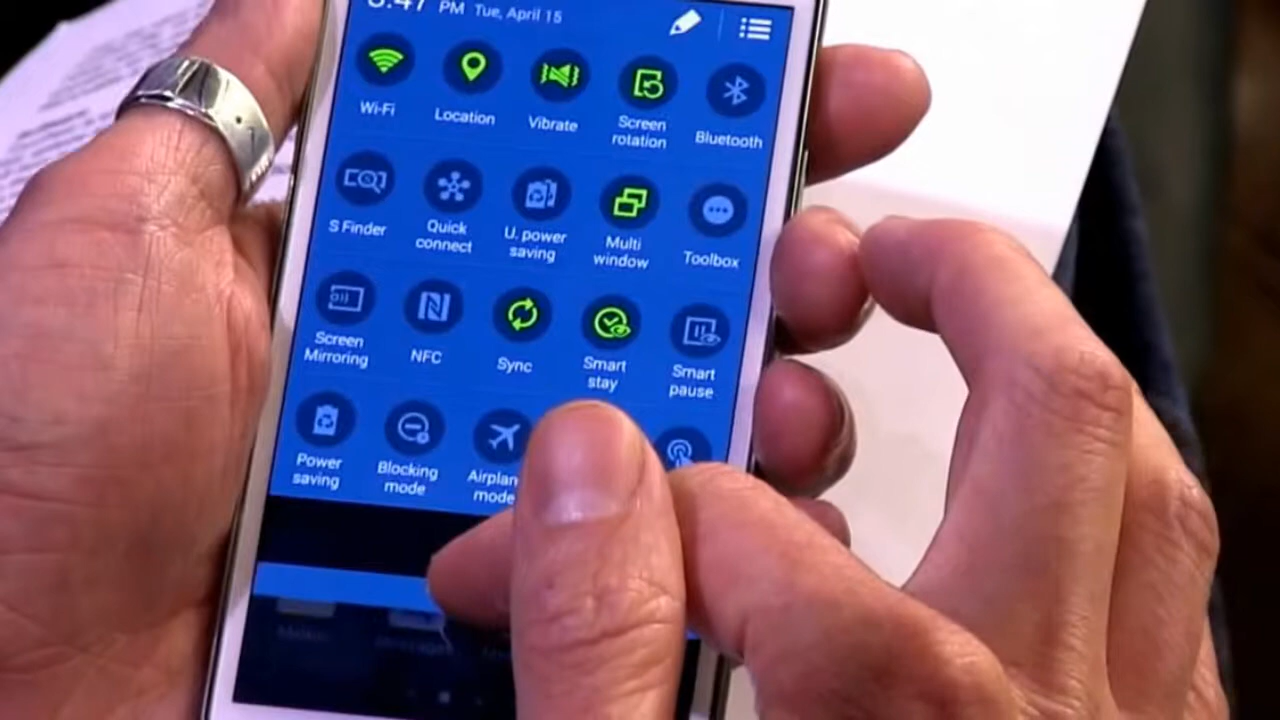 PM Tue, April 15
Wi-Fi
Location
Vibrate
Screen
rotation
Bluetooth
S Finder
Quick
connect
U. power
saving
Multi
window
Toolbox
Screen
Mirroring
NFC
Sync
Smart
stay
Smart
pause
Power
saving
Blocking
mode
mode